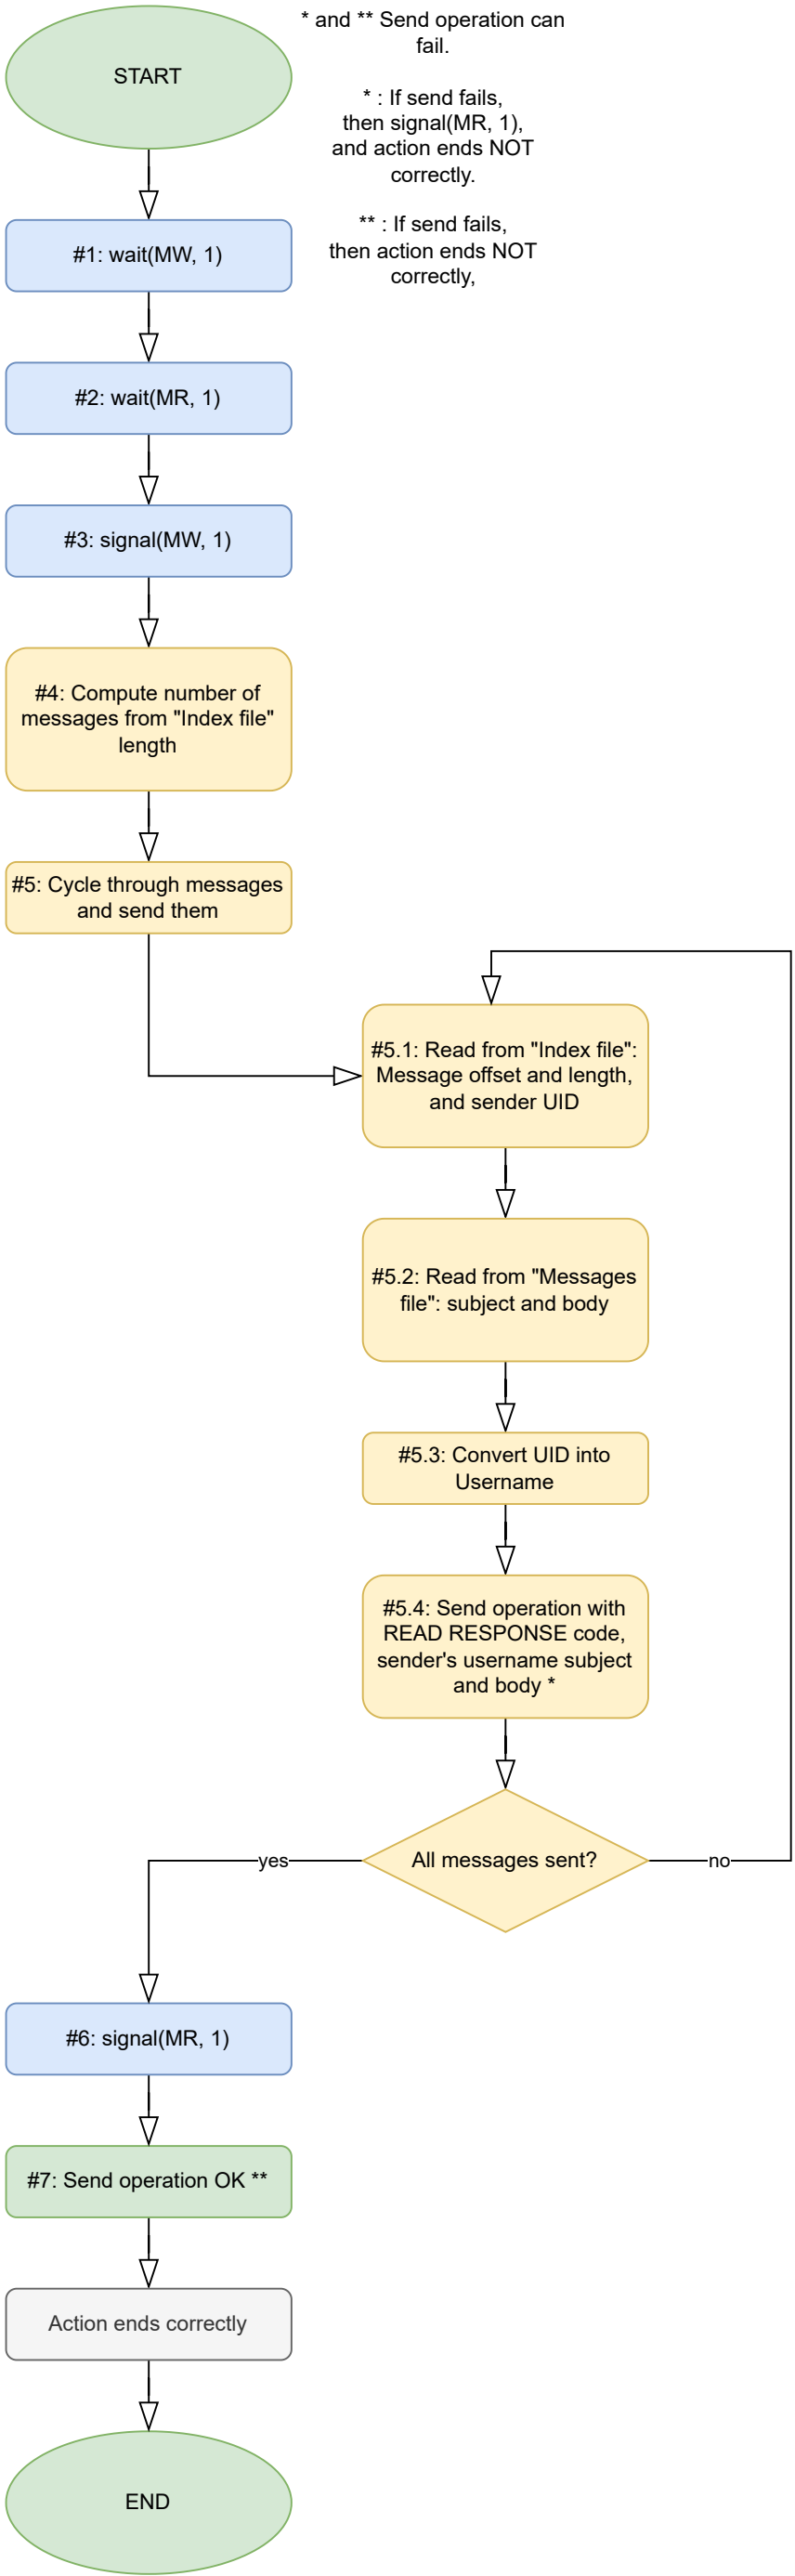 * and ** Send operation can
fail.
* : If send fails,
then signal(MR, 1),
and action ends NOT
correctly.
** : If send fails,
then action ends NOT
correctly,
START
#1: wait(MW, 1)
#2: wait(MR, 1)
#3: signal(MW, 1)
#4: Compute number of
messages from "Index file"
length
#5: Cycle through messages
and send them
#5.1: Read from "Index file":
Message offset and length,
and sender UID
#5.2: Read from "Messages
file": subject and body
#5.3: Convert UID into
Username
#5.4: Send operation with
READ RESPONSE code,
sender's username subject
and body *
All messages sent?
yes
no
#6: signal(MR, 1)
#7: Send operation OK **
Action ends correctly
END